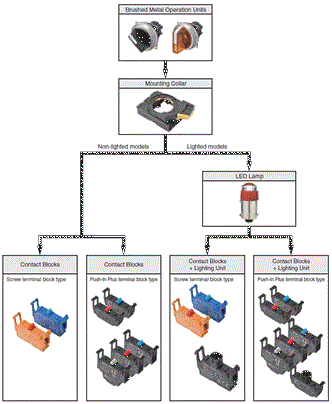 Brushed Metal Operation Units
Mounting Collar
Non-lighted models
Lighted models
LED Lamp
Contact Blocks
Screw terminal block type
Contact Blocks
Push-In Plus terminal block type
Contact Blocks
+ Lighting Unit
Screw terminal block type
Contact Blocks
+ Lighting Unit
Push-In Plus terminal block type